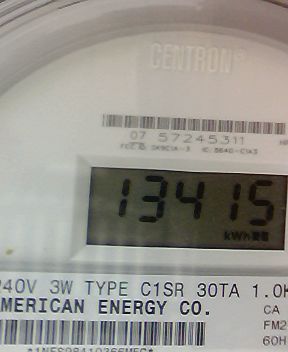 CENTRON®
07 57245311
13415
kWh
240V 3W TYPE C1SR 30TA 1.0K
AMERICAN ENERGY CO.
CA
FM2
60H